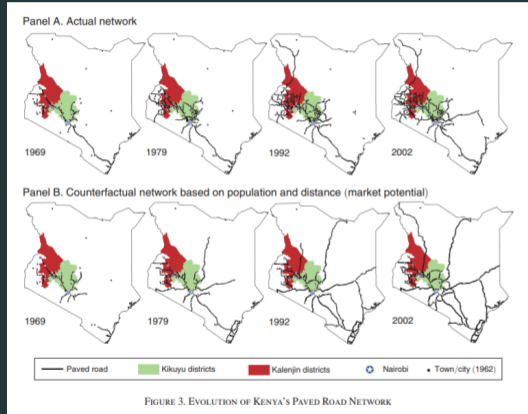 Panel A. Actual network
1969
1979
1992
2002
Panel B. Counterfactual network based on population and distance (market potential)
1969
1979
1992
2002
Paved road Kikuyu districts Kalenjin districts Nairobi Town/city (1962)
FIGURE 3. EVOLUTION OF KENYA'S PAVED ROAD NETWORK